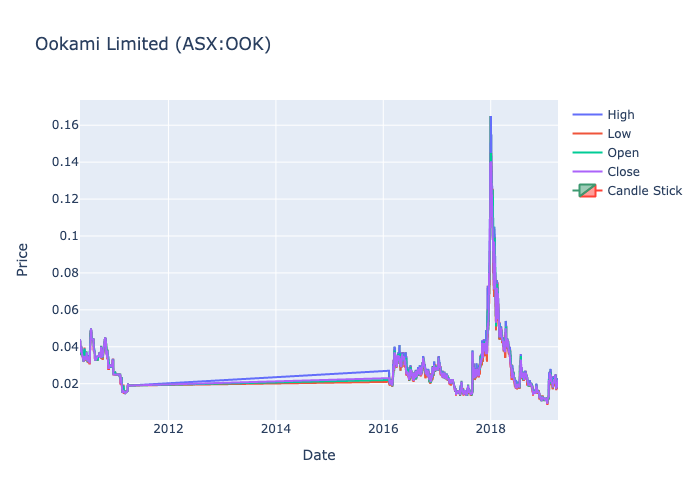 Ookami Limited (ASX:OOK)
High
Low
Open
Close
Candle Stick
0.16
0.14
0.12
0.1
0.08
0.06
0.04
0.02
Price
2012
2014
2016
2018
Date